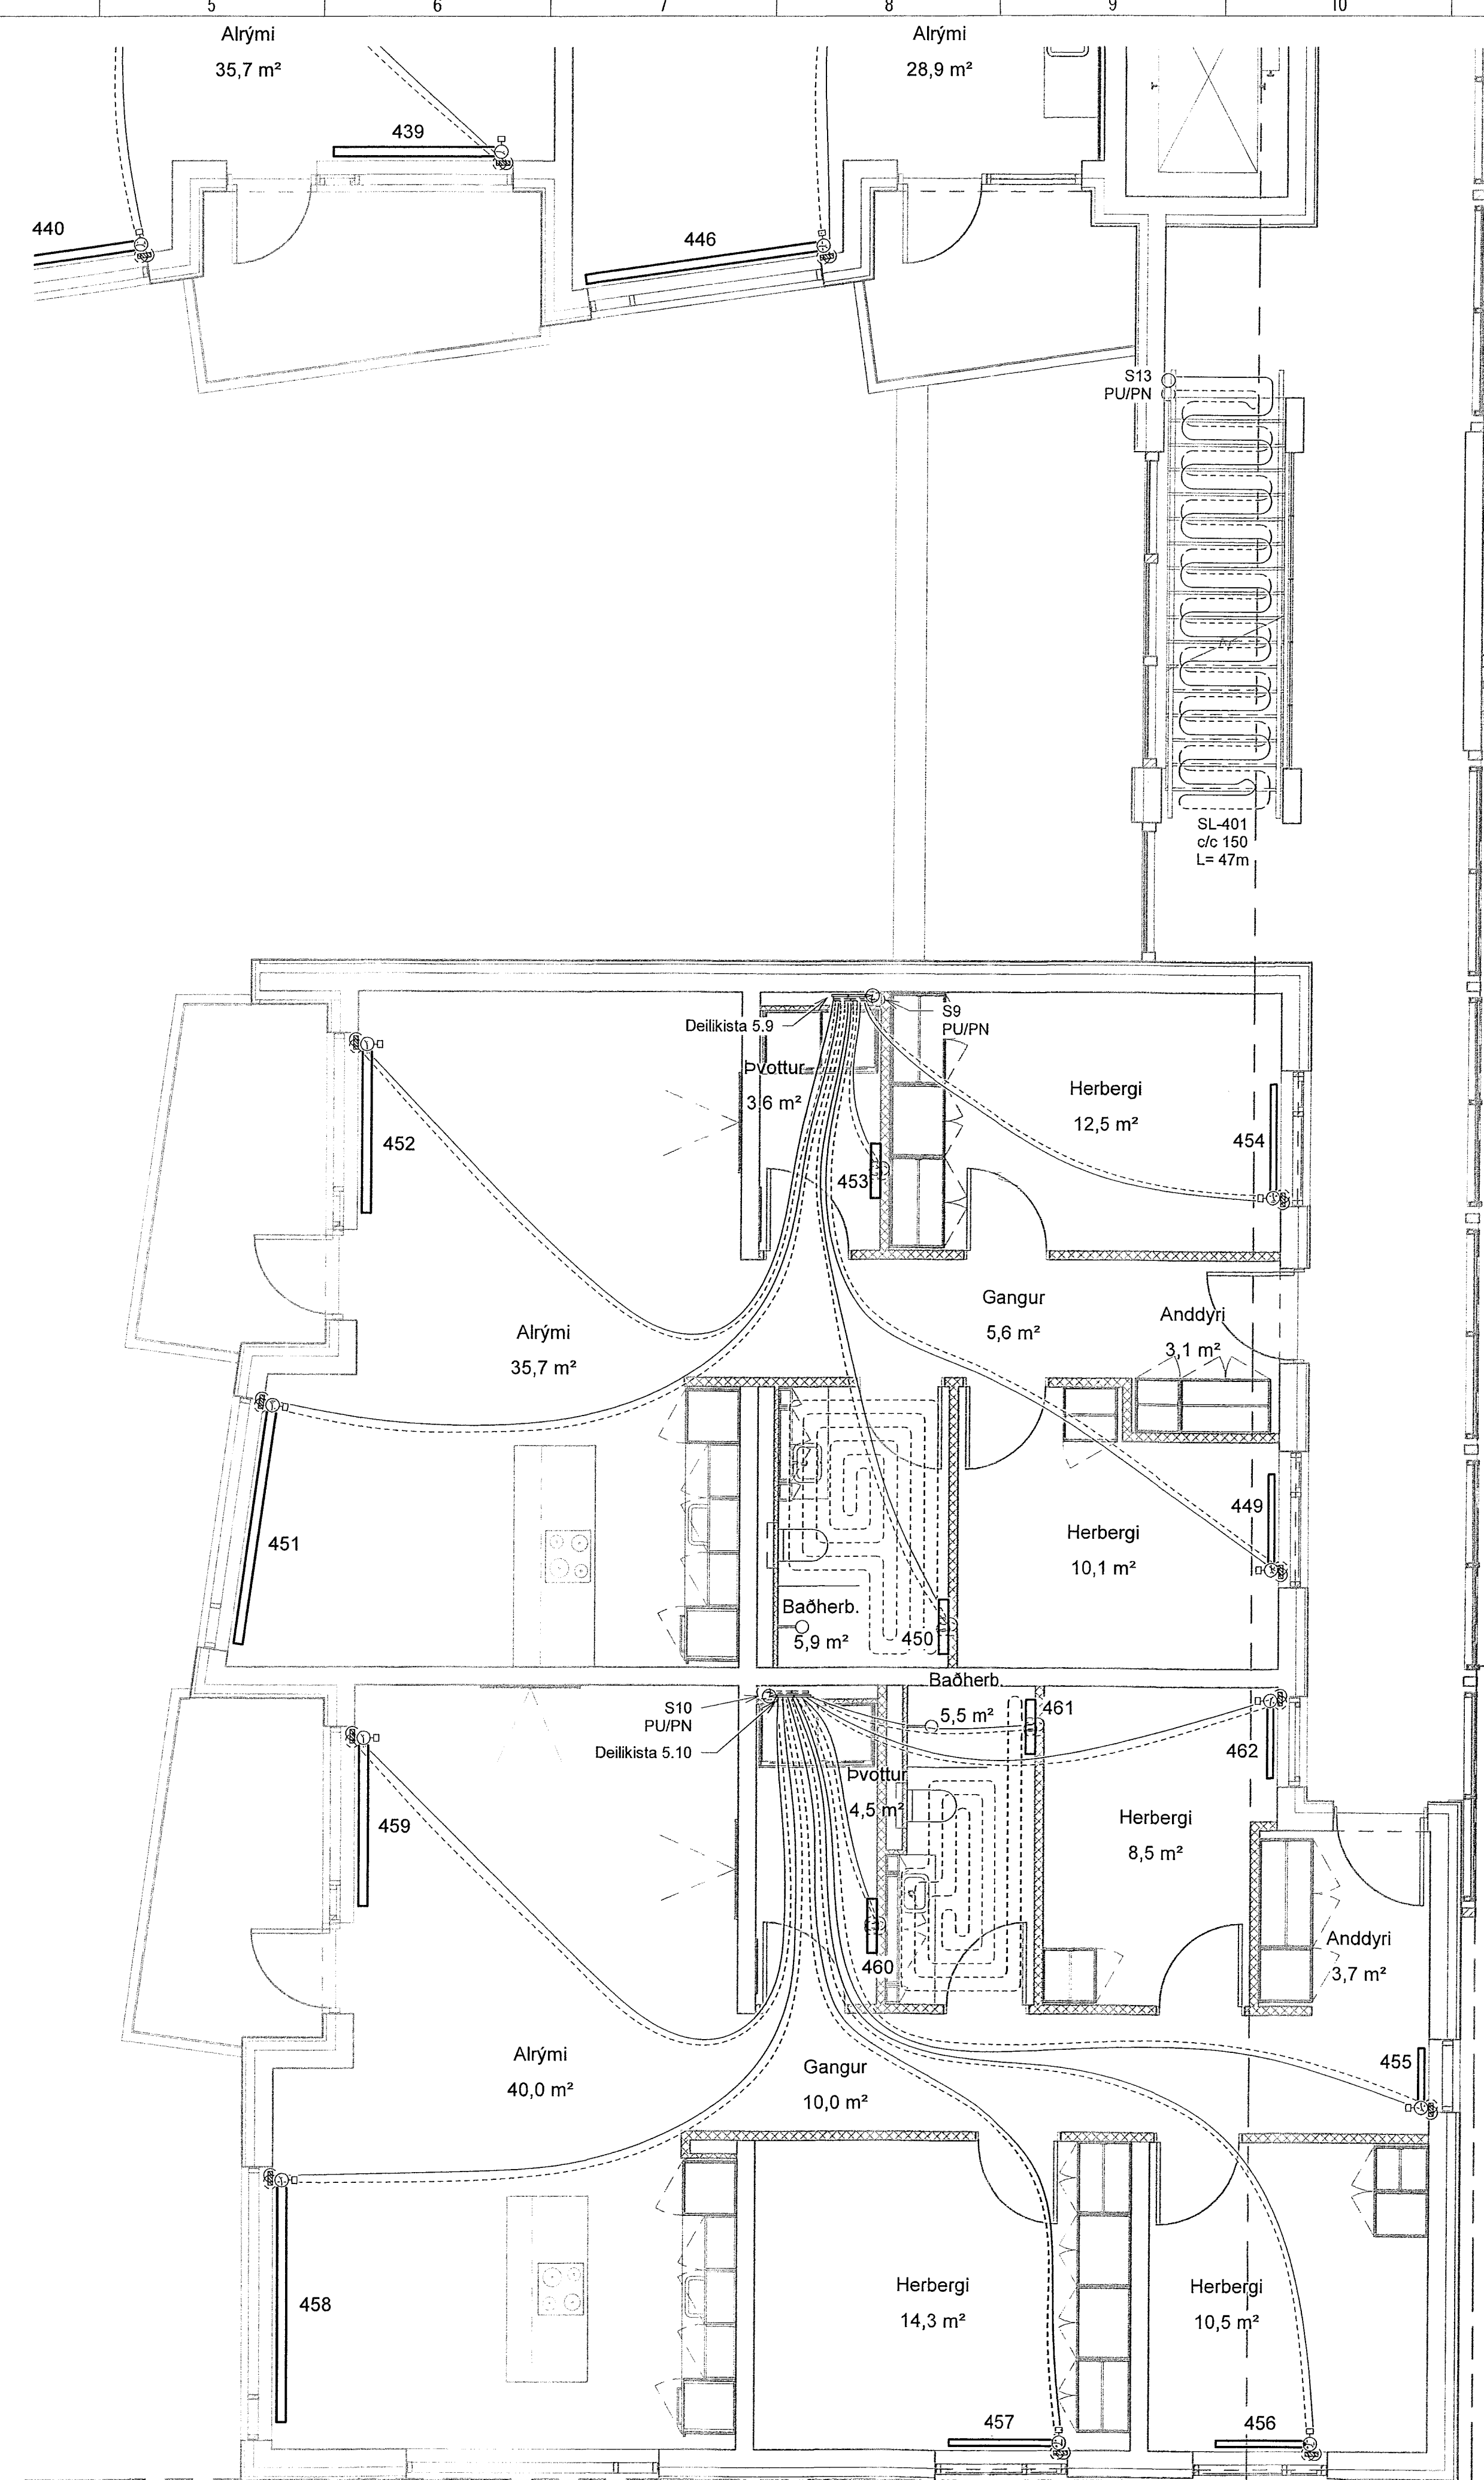 5 6 7 8 9 10
Alrými
35,7 m²
Alrými
28,9 m²
439
440
446
S13
PU/PN
SL-401
c/c 150
L= 47m
Deilikista 5.9
S9
PU/PN
Þvottur
3,6 m²
Herbergi
12,5 m²
452
453
454
Gangur
5,6 m²
Anddyri
3,1 m²
Alrými
35,7 m²
451
449
Herbergi
10,1 m²
Baðherb.
5,9 m²
450
Baðherb.
5,5 m²
461
S10
PU/PN
Deilikista 5.10
462
Þvottur
4,5 m²
459
Herbergi
8,5 m²
460
Anddyri
3,7 m²
Alrými
40,0 m²
Gangur
10,0 m²
455
458
Herbergi
14,3 m²
Herbergi
10,5 m²
457
456